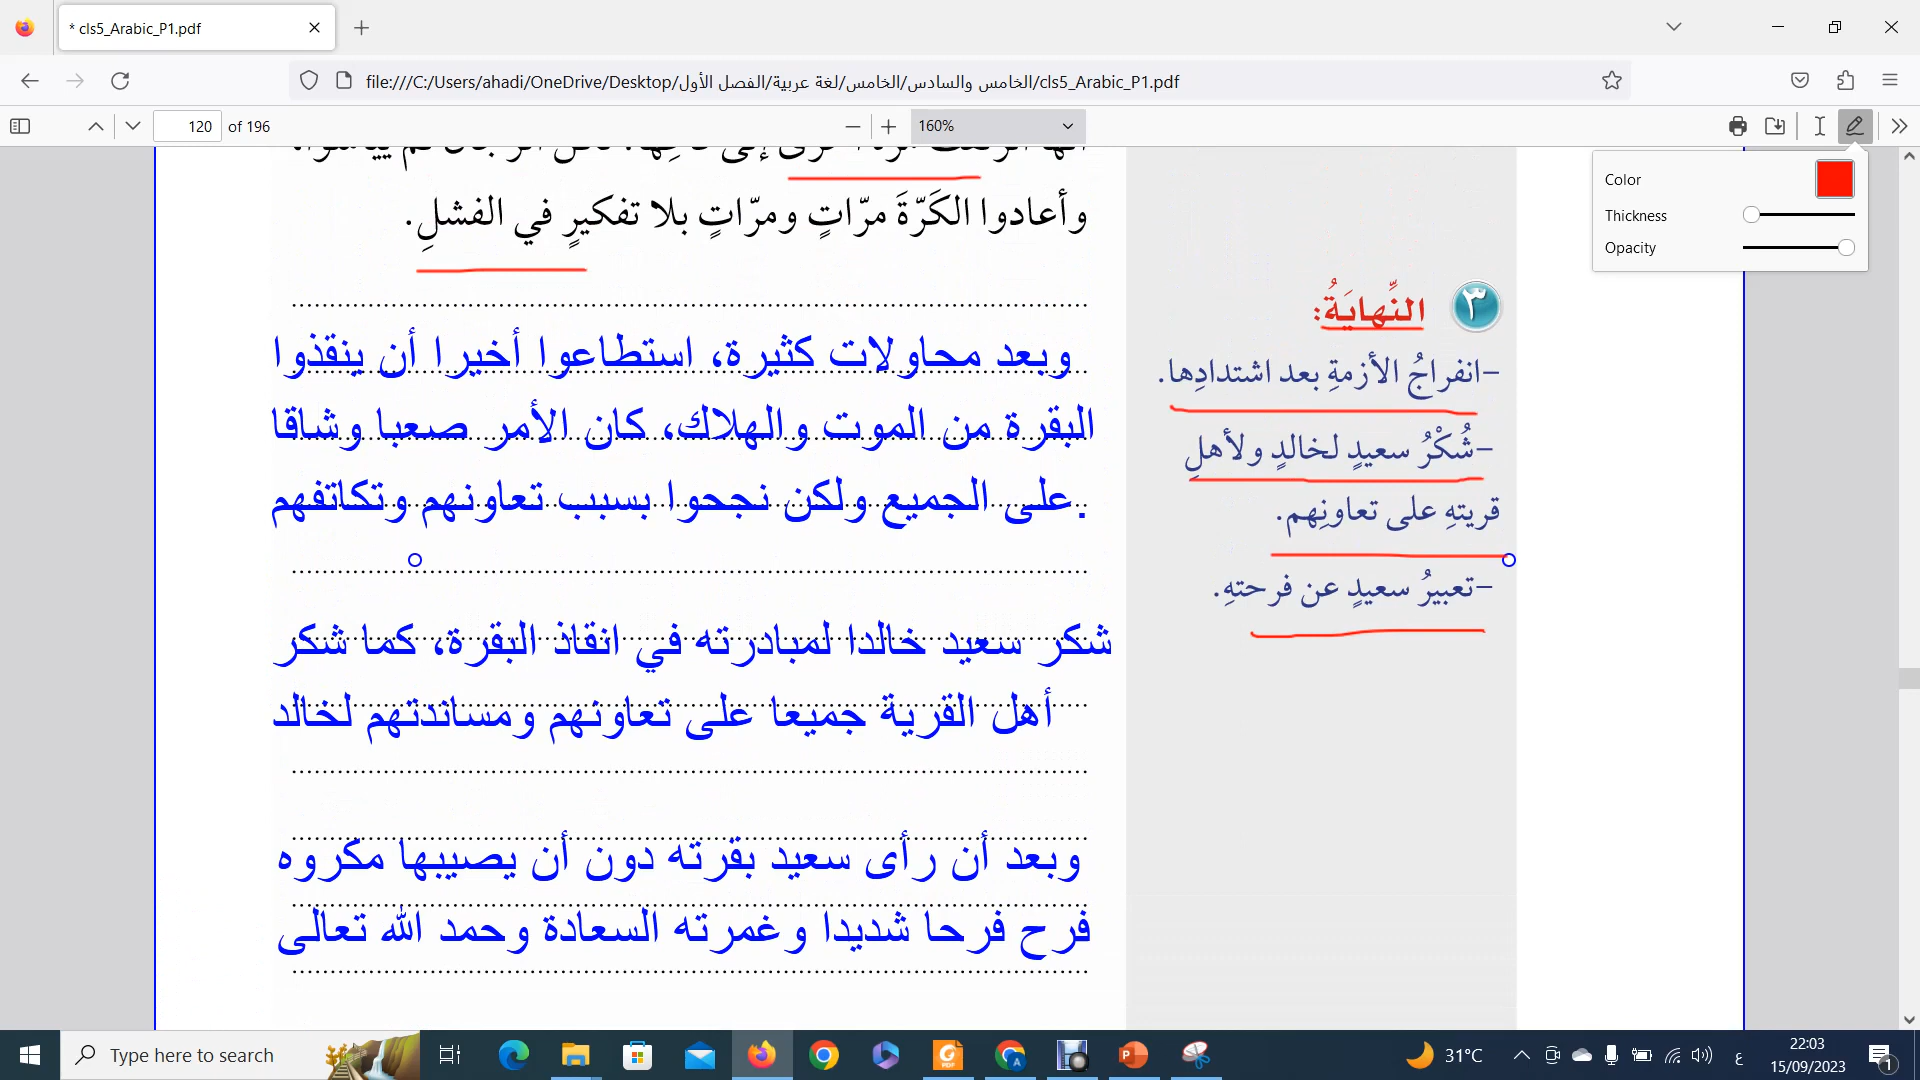 * cls5_Arabic_P1.pdf
file:///C:/Users/ahadi/OneDrive/Desktop/الخامس والسادس/الخامس/لغة عربية/الفصل الأول/cls5_Arabic_P1.pdf
120 of 196
160%
Color
Thickness
Opacity
وأعادوا الكَرّةَ مرّاتٍ ومرّاتٍ بلا تفكيرٍ في الفشلِ.
٣ النِّهايَةُ:
-انفراجُ الأزمةِ بعد اشتدادِها.
-شُكْرُ سعيدٍ لخالدٍ ولأهلِ
قريتهِ على تعاونِهم.
-تعبيرُ سعيدٍ عن فرحتهِ.
وبعد محاولات كثيرة، استطاعوا أخيرا أن ينقذوا
البقرة من الموت والهلاك، كان الأمر صعبا وشاقا
.على الجميع ولكن نجحوا بسبب تعاونهم وتكاتفهم
شكر سعيد خالدا لمبادرته في انقاذ البقرة، كما شكر
أهل القرية جميعا على تعاونهم ومساندتهم لخالد
وبعد أن رأى سعيد بقرته دون أن يصيبها مكروه
فرح فرحا شديدا وغمرته السعادة وحمد الله تعالى
Type here to search
31°C
ع
22:03
15/09/2023
1